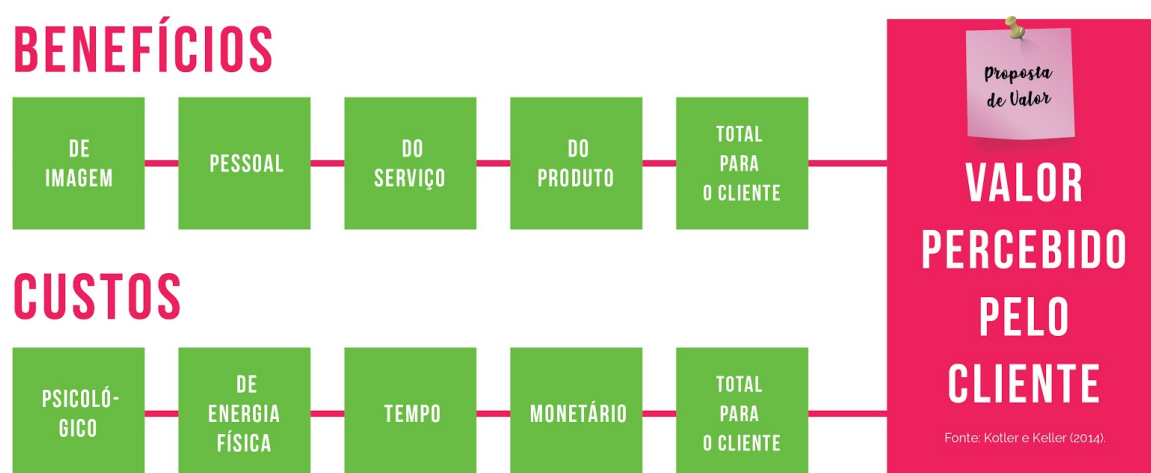 BENEFÍCIOS
DE
IMAGEM
PESSOAL
DO
SERVIÇO
DO
PRODUTO
TOTAL
PARA
O CLIENTE
CUSTOS
PSICOLÓ-
GICO
DE
ENERGIA
FÍSICA
TEMPO
MONETÁRIO
TOTAL
PARA
O CLIENTE
Proposta
de Valor
VALOR
PERCEBIDO
PELO
CLIENTE
Fonte: Kotler e Keller (2014).